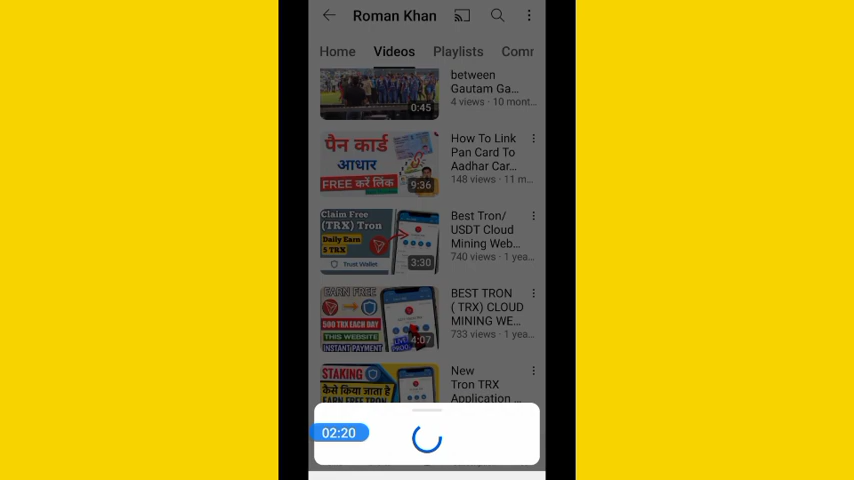 Roman Khan
Home Videos Playlists Comr
between
Gautam Ga...
4 views · 10 mont...
0:45
पैन कार्ड
आधार
FREE करें लिंक
9:36
How To Link
Pan Card To
Aadhar Car...
148 views · 11 m...
Claim Free
(TRX) Tron
Daily Earn
5 TRX
Trust Wallet
3:30
Best Tron/
USDT Cloud
Mining Web...
740 views · 1 yea...
EARN FREE
500 TRX EACH DAY
THIS WEBSITE
INSTANT PAYMENT
4:07
BEST TRON
( TRX) CLOUD
MINING WE...
733 views · 1 yea...
STAKING
कैसे किया जाता है
EARN FREE TRON
New
Tron TRX
Application ...
02:20